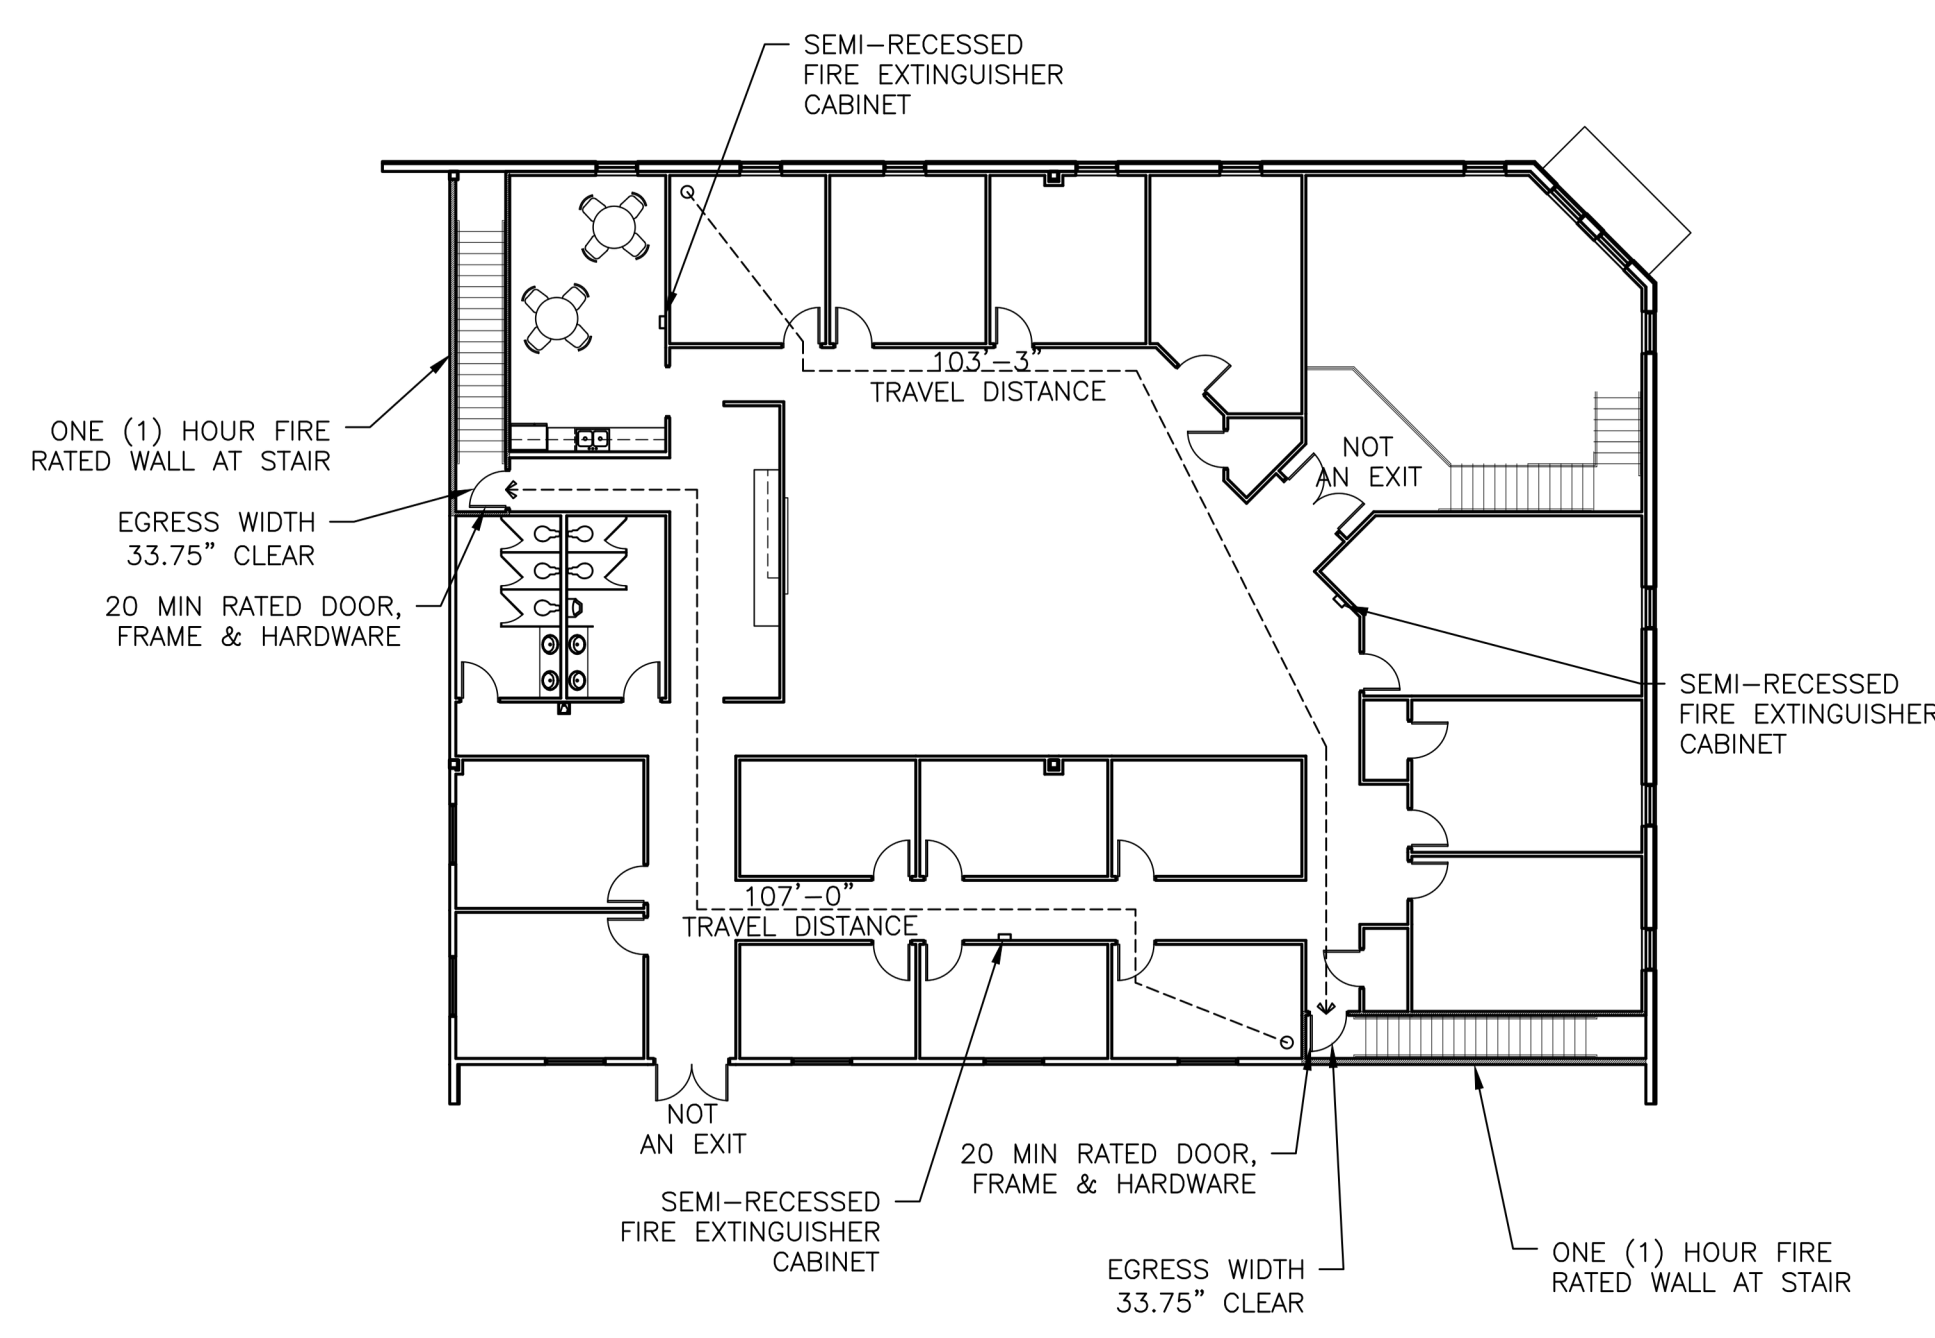 SEMI-RECESSED
FIRE EXTINGUISHER
CABINET
103'-3"
TRAVEL DISTANCE
ONE (1) HOUR FIRE
RATED WALL AT STAIR
NOT
AN EXIT
EGRESS WIDTH
33.75" CLEAR
20 MIN RATED DOOR,
FRAME & HARDWARE
SEMI-RECESSED
FIRE EXTINGUISHER
CABINET
107'-0"
TRAVEL DISTANCE
NOT
AN EXIT
20 MIN RATED DOOR,
FRAME & HARDWARE
SEMI-RECESSED
FIRE EXTINGUISHER
CABINET
EGRESS WIDTH
33.75" CLEAR
ONE (1) HOUR FIRE
RATED WALL AT STAIR